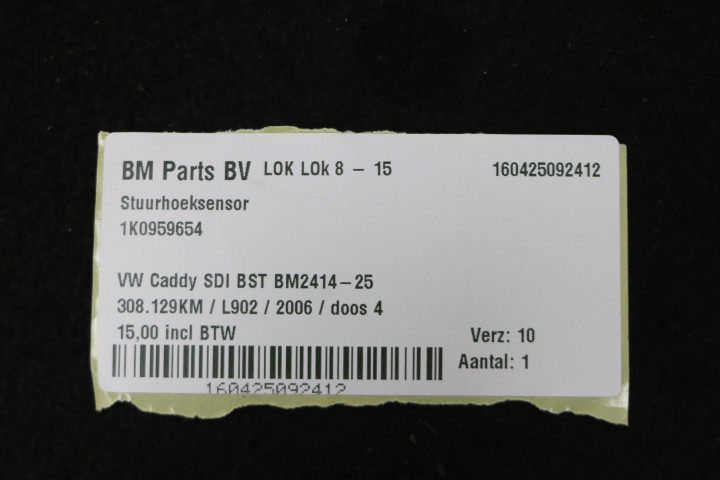 BM Parts BV LOK LOk 8 – 15 160425092412
Stuurhoeksensor
1K0959654
VW Caddy SDI BST BM2414–25
308.129KM / L902 / 2006 / doos 4
15,00 incl BTW Verz: 10
Aantal: 1
160425092412